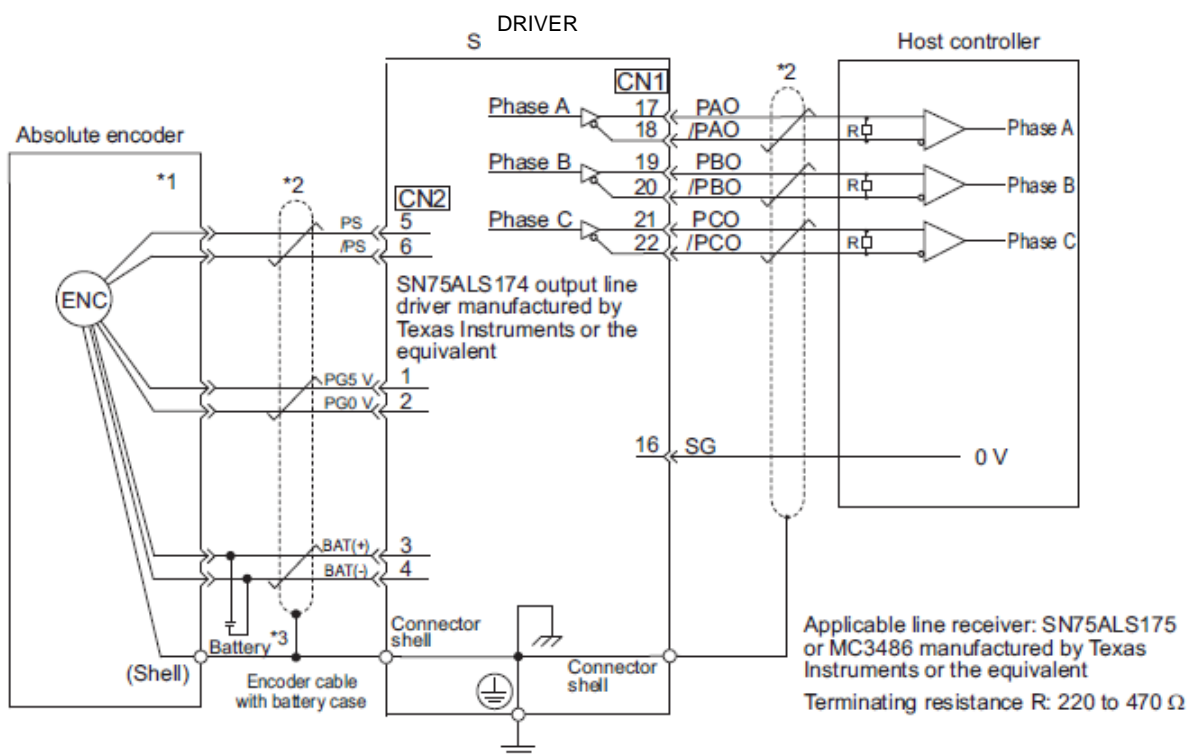 DRIVER
S
Host controller
CN1
*2
Phase A
17
PAO
18
/PAO
R
Phase A
Absolute encoder
Phase B
19
PBO
20
/PBO
R
Phase B
*1
*2
CN2
Phase C
21
PCO
22
/PCO
R
Phase C
PS
5
/PS
6
ENC
SN75ALS174 output line
driver manufactured by
Texas Instruments or the
equivalent
PG5 V
1
PG0 V
2
16
SG
0 V
BAT(+)
3
BAT(-)
4
Battery
*3
(Shell)
Encoder cable
with battery case
Connector
shell
Connector
shell
Applicable line receiver: SN75ALS175
or MC3486 manufactured by Texas
Instruments or the equivalent
Terminating resistance R: 220 to 470 Ω